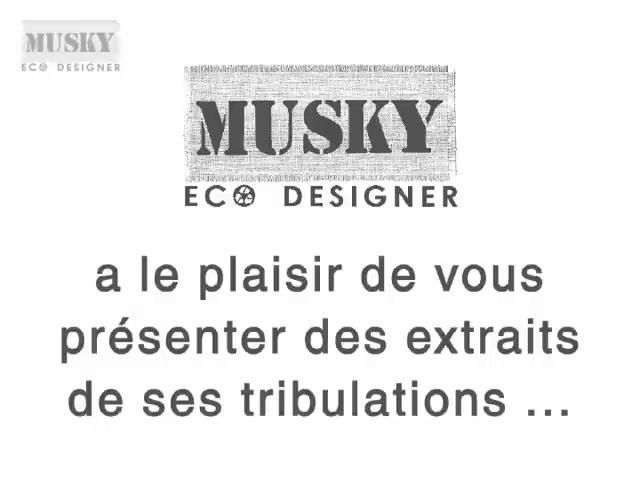 MUSKY
ECO DESIGNER
MUSKY
ECO DESIGNER
a le plaisir de vous
présenter des extraits
de ses tribulations ...